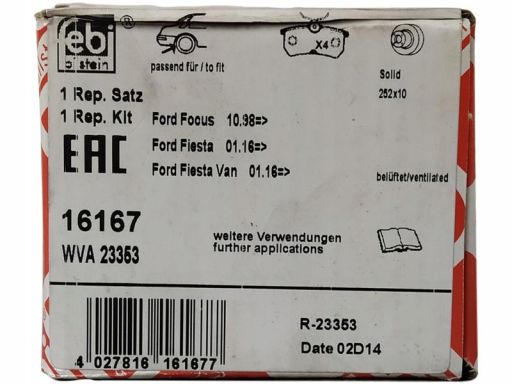 febi
bilstein
passend für / to fit
X4
Solid
252x10
1 Rep. Satz
1 Rep. Kit
Ford Focus 10.98=>
EAC
Ford Fiesta 01.16=>
Ford Fiesta Van 01.16=>
belüftet/ventilated
16167
WVA 23353
weitere Verwendungen
further applications
R-23353
Date 02D14
4 027816 161677